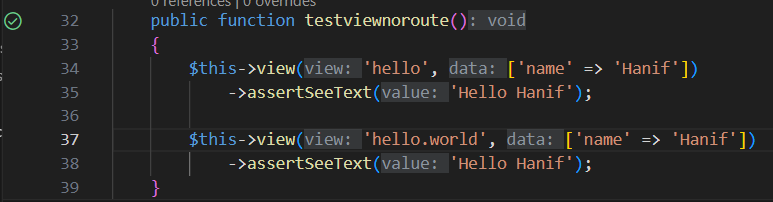 0 references | 0 overrides
32 public function testviewnoroute(): void
33 {
34 $this->view(view: 'hello', data: ['name' => 'Hanif'])
35 ->assertSeeText(value: 'Hello Hanif');
36
37 $this->view(view: 'hello.world', data: ['name' => 'Hanif'])
38 ->assertSeeText(value: 'Hello Hanif');
39 }